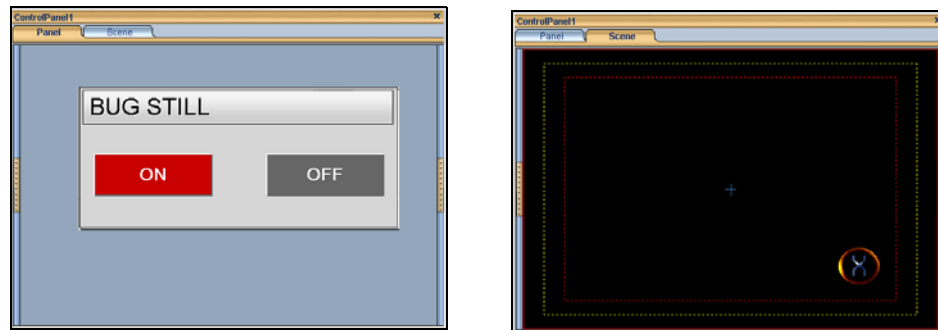 ControlPanel1
Panel Scene
BUG STILL
ON OFF
ControlPanel1
Panel Scene